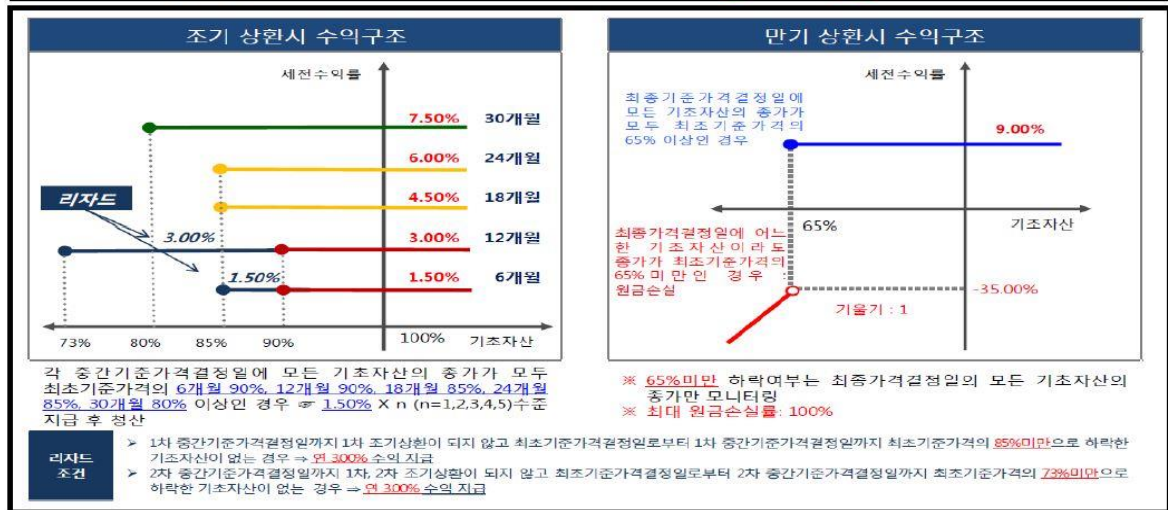 조기 상환시 수익구조
세전수익률
7.50% 30개월
6.00% 24개월
4.50% 18개월
리자드
3.00% 3.00% 12개월
1.50% 1.50% 6개월
73% 80% 85% 90% 100% 기초자산
각 중간기준가격결정일에 모든 기초자산의 종가가 모두
최초기준가격의 6개월 90%, 12개월 90%, 18개월 85%, 24개월
85%, 30개월 80% 이상인 경우 ☞ 1.50% X n (n=1,2,3,4,5)수준
지급 후 청산
만기 상환시 수익구조
세전수익률
최종기준가격결정일에
모든 기초자산의 종가가
모두 최초기준가격의
65% 이상인 경우
9.00%
65%
기초자산
최종가격결정일에 어느
한 기초자산이라도
종가가 최초기준가격의
65%미만인 경우 :
원금손실
-35.00%
기울기 : 1
※ 65%미만 하락여부는 최종가격결정일의 모든 기초자산의
종가만 모니터링
※ 최대 원금손실률: 100%
리자드
조건
➢ 1차 중간기준가격결정일까지 1차 조기상환이 되지 않고 최초기준가격결정일로부터 1차 중간기준가격결정일까지 최초기준가격의 85%미만으로 하락한
기초자산이 없는 경우 ⇒ 연 3.00% 수익 지급
➢ 2차 중간기준가격결정일까지 1차, 2차 조기상환이 되지 않고 최초기준가격결정일로부터 2차 중간기준가격결정일까지 최초기준가격의 73%미만으로
하락한 기초자산이 없는 경우 ⇒ 연 3.00% 수익 지급